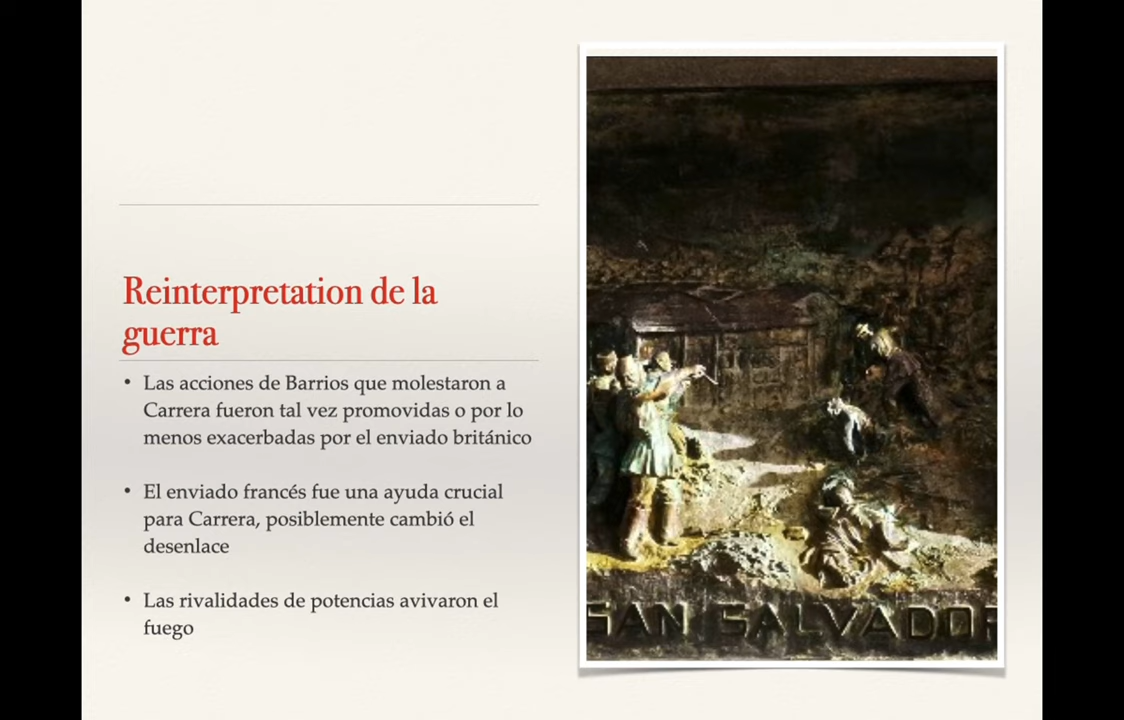 Reinterpretation de la
guerra
• Las acciones de Barrios que molestaron a
Carrera fueron tal vez promovidas o por lo
menos exacerbadas por el enviado británico
• El enviado francés fue una ayuda crucial
para Carrera, posiblemente cambió el
desenlace
• Las rivalidades de potencias avivaron el
fuego
SAN SALVADOR